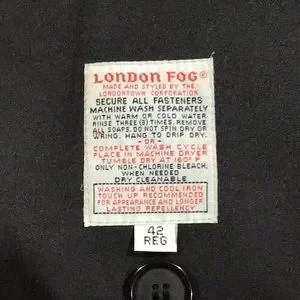 LONDON FOG®
MADE AND STYLED BY THE
LONDONTOWN CORPORATION
SECURE ALL FASTENERS
MACHINE WASH SEPARATELY
WITH WARM OR COLD WATER
RINSE THREE (3) TIMES. REMOVE
ALL SOAPS. DO NOT SPIN DRY OR
WRING. HANG TO DRIP DRY.
-OR-
COMPLETE WASH CYCLE
PLACE IN MACHINE DRYER
TUMBLE DRY AT 160° F
ONLY NON-CHLORINE BLEACH,
WHEN NEEDED
DRY CLEANABLE
WASHING AND COOL IRON
TOUCH UP RECOMMENDED
FOR APPEARANCE AND LONGER
LASTING REPELLENCY.
42
REG